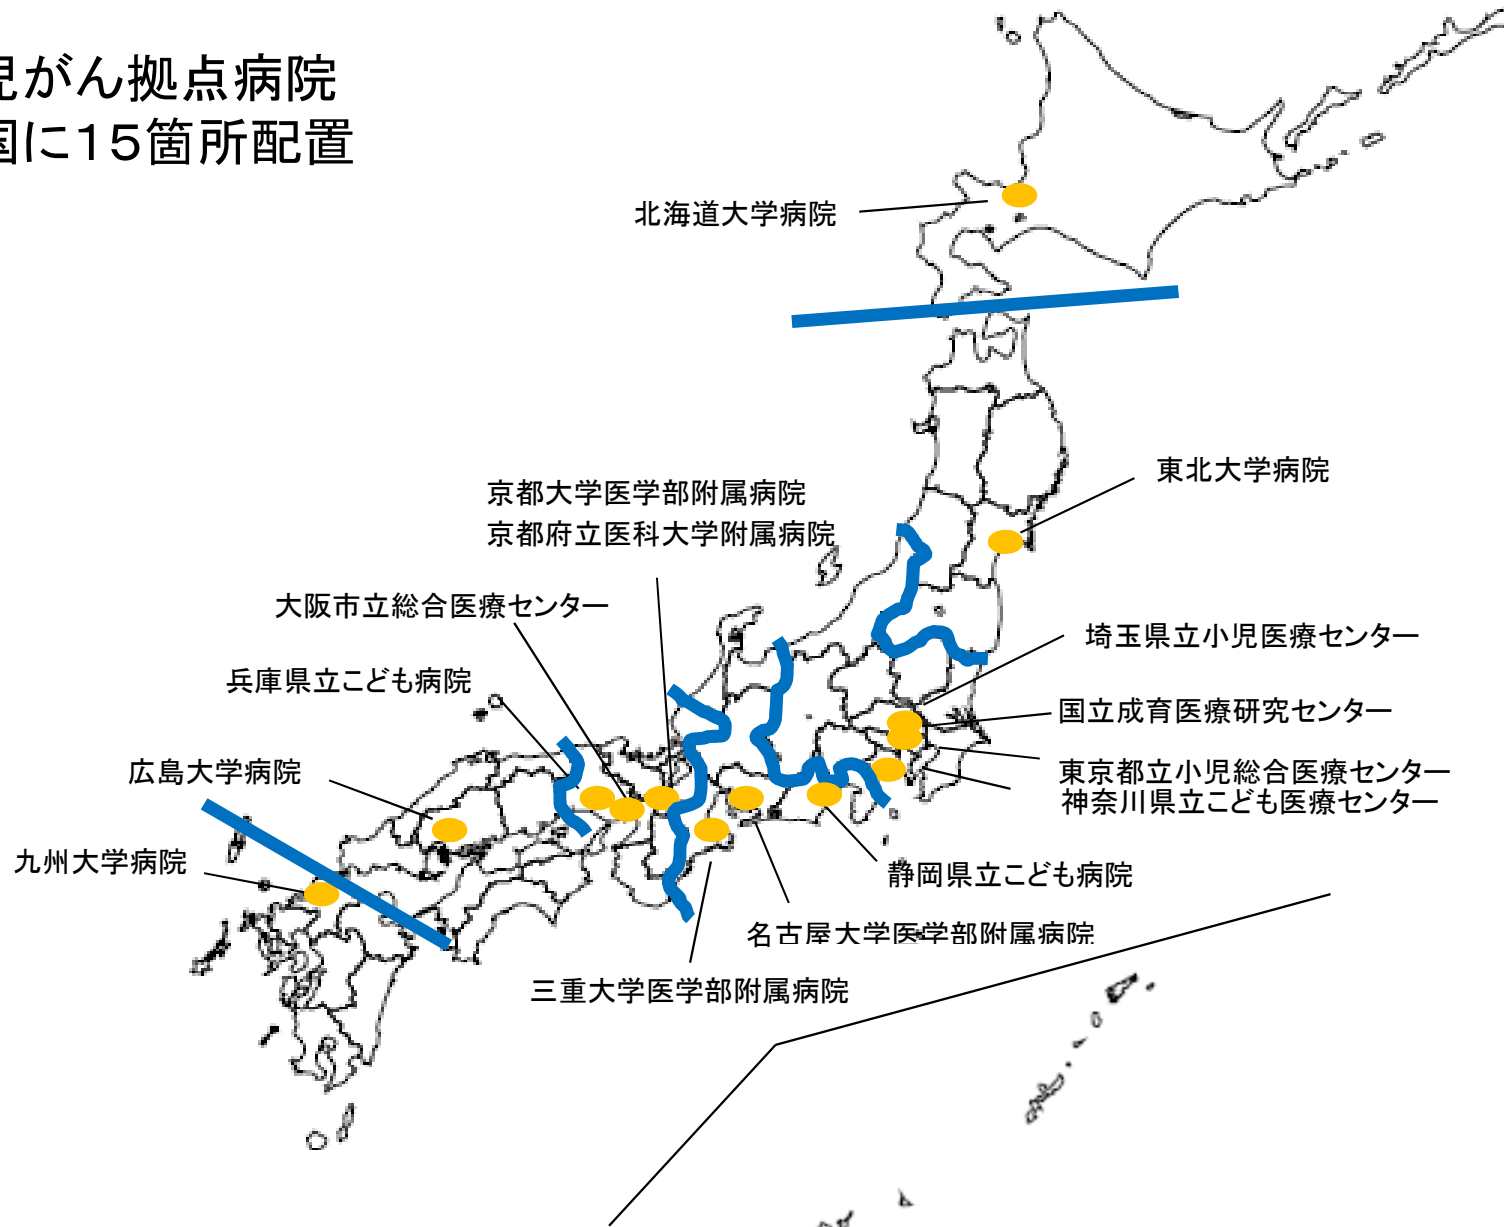 児がん拠点病院
国に15箇所配置
北海道大学病院
東北大学病院
京都大学医学部附属病院
京都府立医科大学附属病院
大阪市立総合医療センター
埼玉県立小児医療センター
兵庫県立こども病院
国立成育医療研究センター
広島大学病院
東京都立小児総合医療センター
神奈川県立こども医療センター
九州大学病院
静岡県立こども病院
名古屋大学医学部附属病院
三重大学医学部附属病院